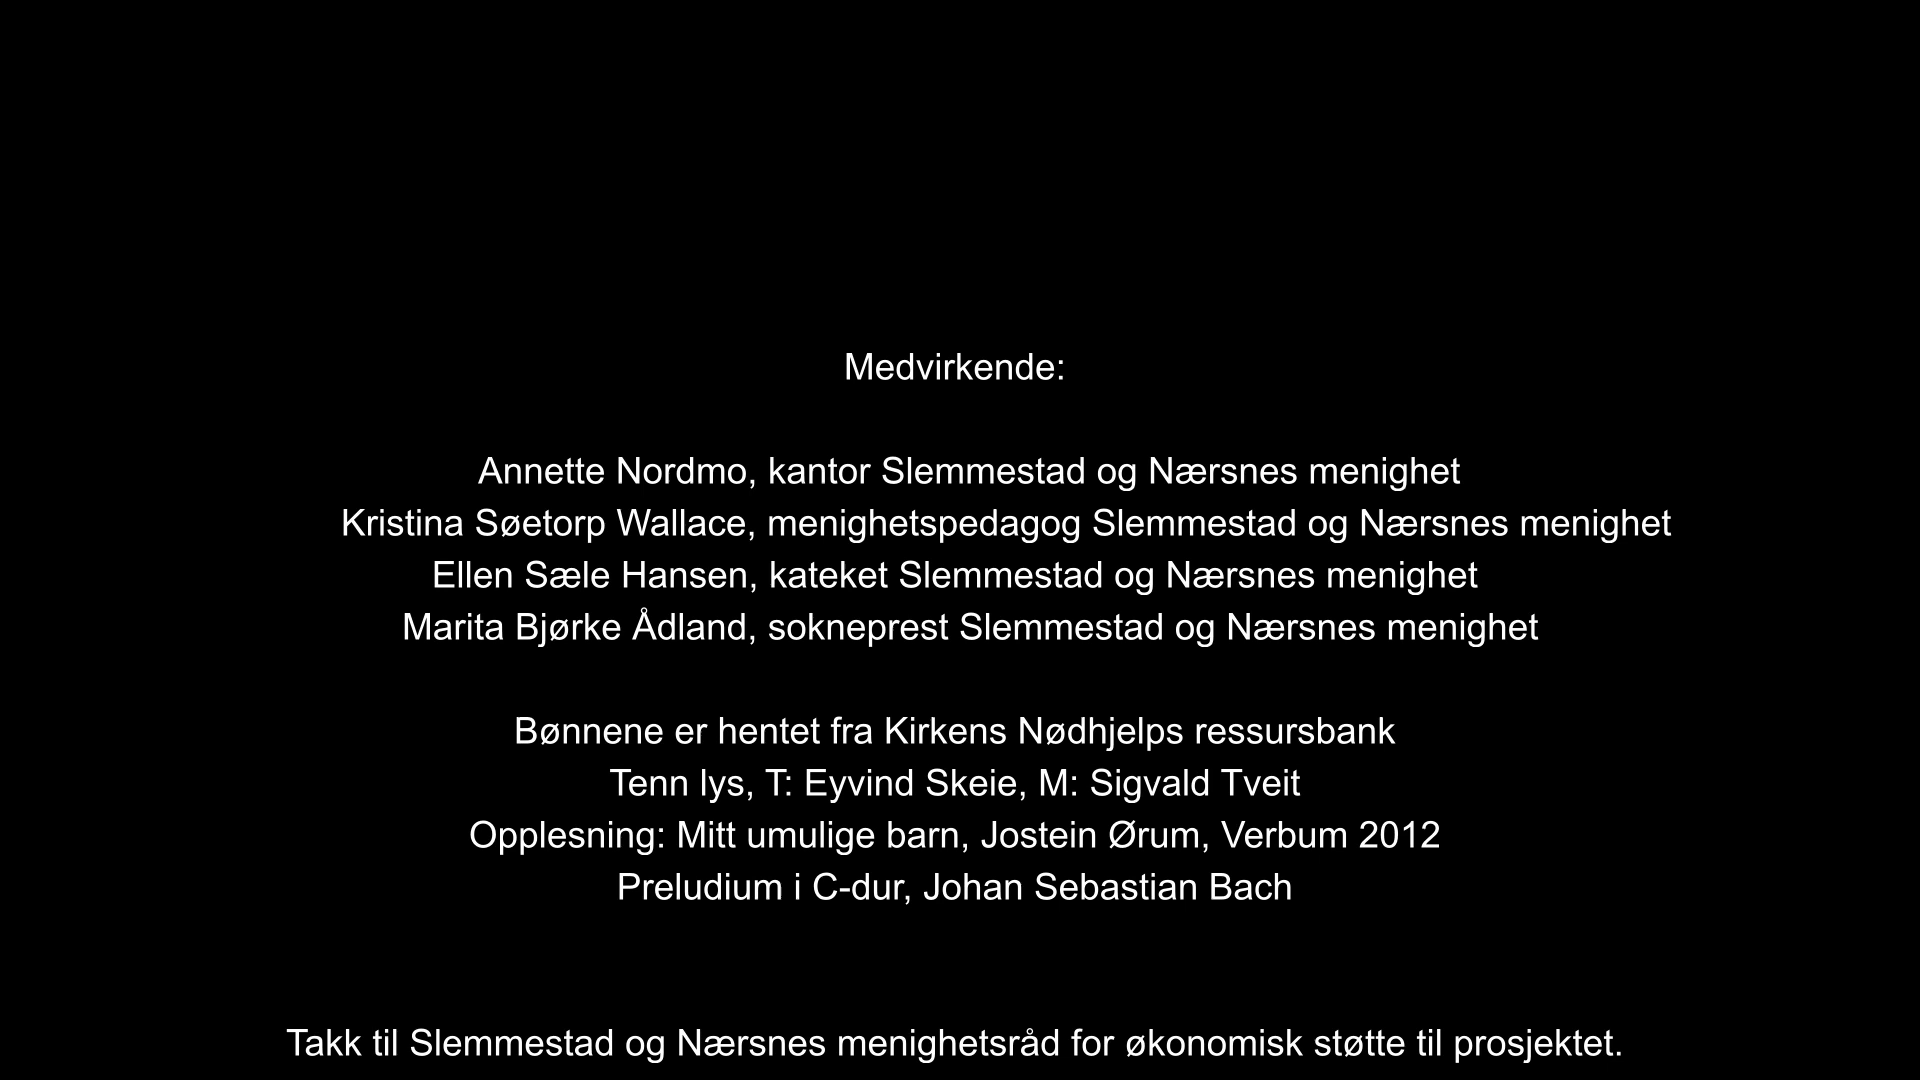 Medvirkende:
Annette Nordmo, kantor Slemmestad og Nærsnes menighet
Kristina Søetorp Wallace, menighetspedagog Slemmestad og Nærsnes menighet
Ellen Sæle Hansen, kateket Slemmestad og Nærsnes menighet
Marita Bjørke Ådland, sokneprest Slemmestad og Nærsnes menighet
Bønnene er hentet fra Kirkens Nødhjelps ressursbank
Tenn lys, T: Eyvind Skeie, M: Sigvald Tveit
Opplesning: Mitt umulige barn, Jostein Ørum, Verbum 2012
Preludium i C-dur, Johan Sebastian Bach
Takk til Slemmestad og Nærsnes menighetsråd for økonomisk støtte til prosjektet.